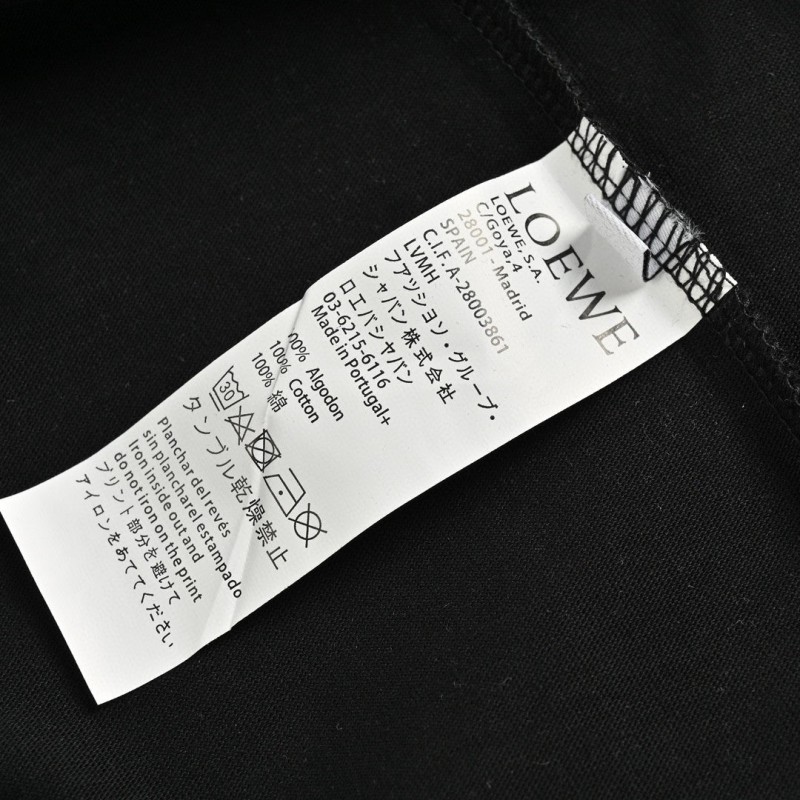 LOEWE
LOEWE, S.A.
C/Goya, 4
28001 - Madrid
SPAIN
C.I.F. A-28003861
LVMH
ファッション・グループ・
ジャパン 株式会社
ロエベジャパン
03-6215-6116
Made in Portugal+
00% Algodon
100% Cotton
100% 綿
30
タンブル乾燥禁止
Planchar del revés
sin planchar el estampado
Iron inside out and
do not iron on the print
プリント部分を避けて
アイロンをあててください